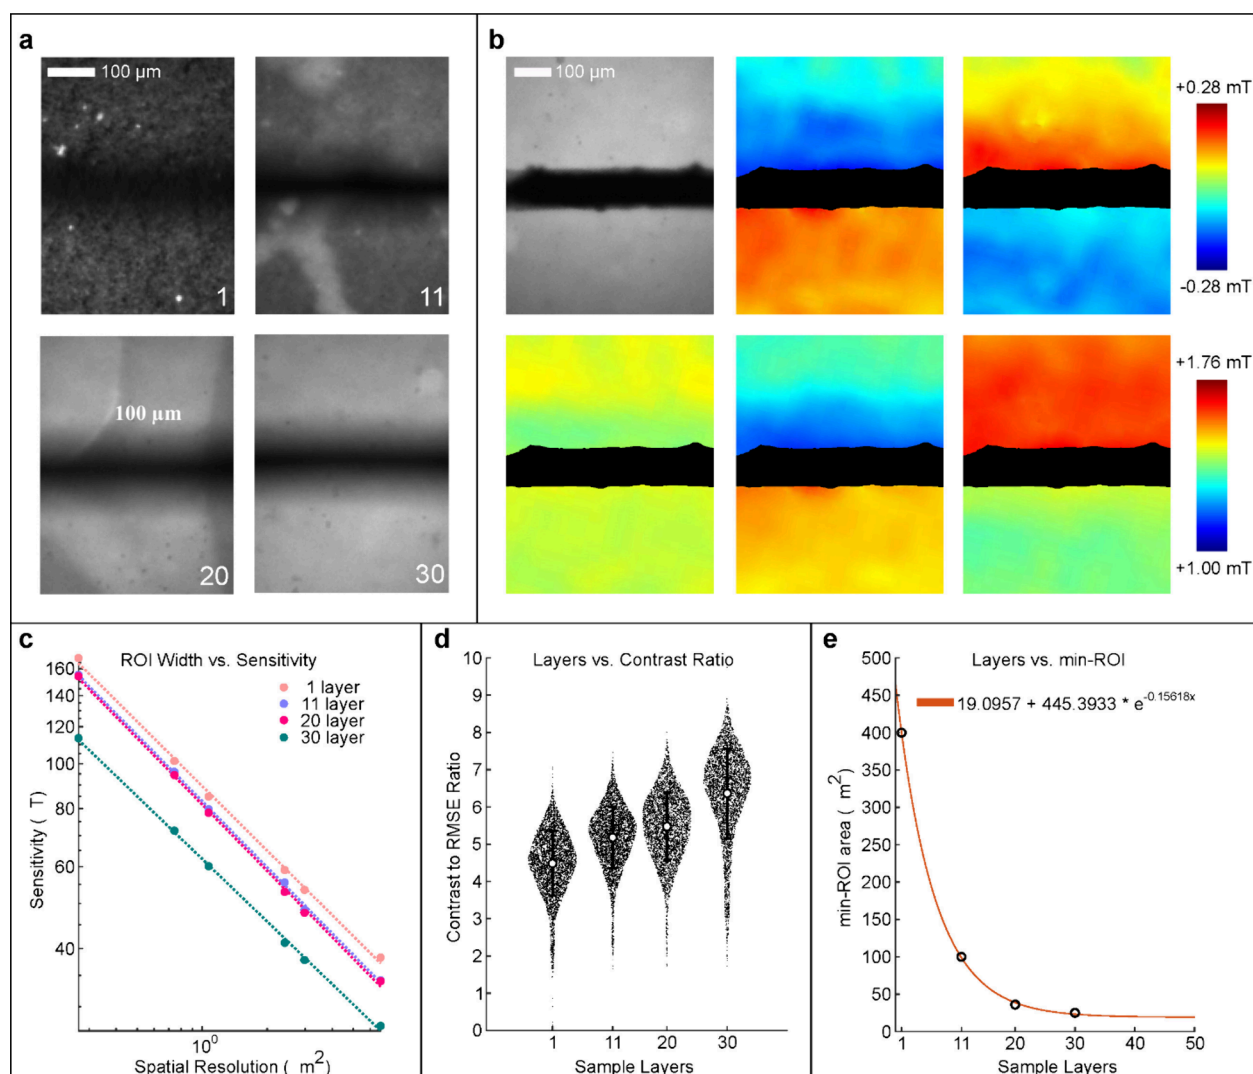 a
100 µm
1
11
100 µm
20
30
b
100 µm
+0.28 mT
-0.28 mT
+1.76 mT
+1.00 mT
c
ROI Width vs. Sensitivity
1 layer
11 layer
20 layer
30 layer
160
140
120
100
80
60
40
Sensitivity ( T)
10⁰
Spatial Resolution ( m²)
d
Layers vs. Contrast Ratio
10
9
8
7
6
5
4
3
2
1
0
Contrast to RMSE Ratio
1 11 20 30
Sample Layers
e
Layers vs. min-ROI
19.0957 + 445.3933 * e^-0.15618x
500
450
400
350
300
250
200
150
100
50
0
min-ROI area ( m²)
1 11 20 30 40 50
Sample Layers